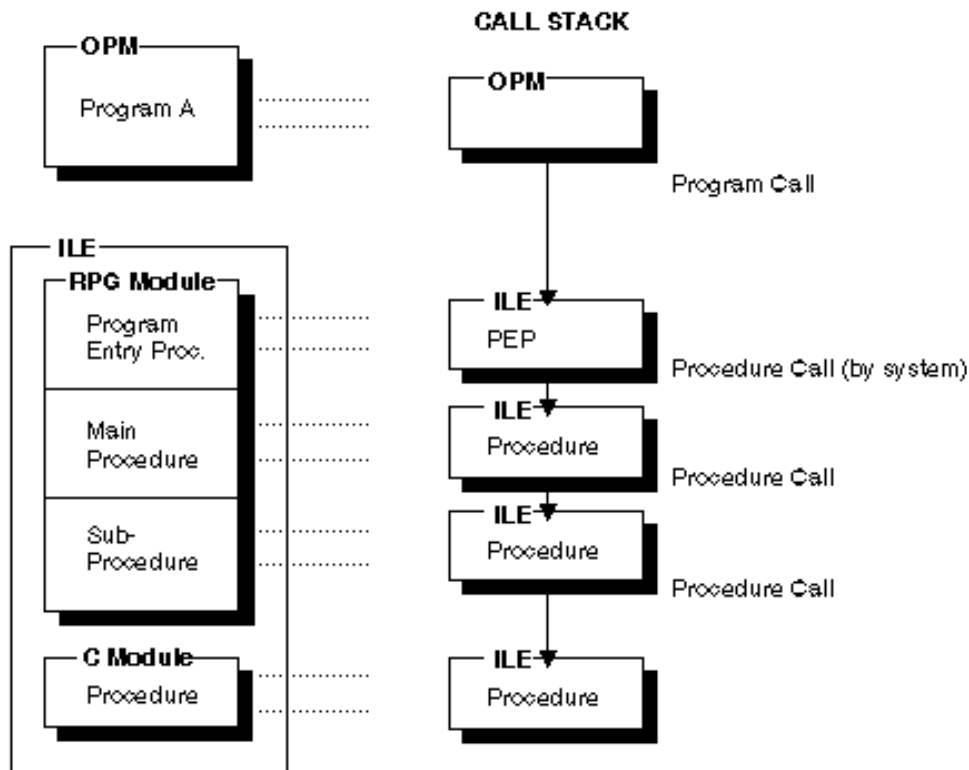 CALL STACK
OPM
Program A
OPM
Program Call
ILE
RPG Module
Program
Entry Proc.
Main
Procedure
Sub-
Procedure
C Module
Procedure
ILE
PEP
Procedure Call (by system)
ILE
Procedure
Procedure Call
ILE
Procedure
Procedure Call
ILE
Procedure